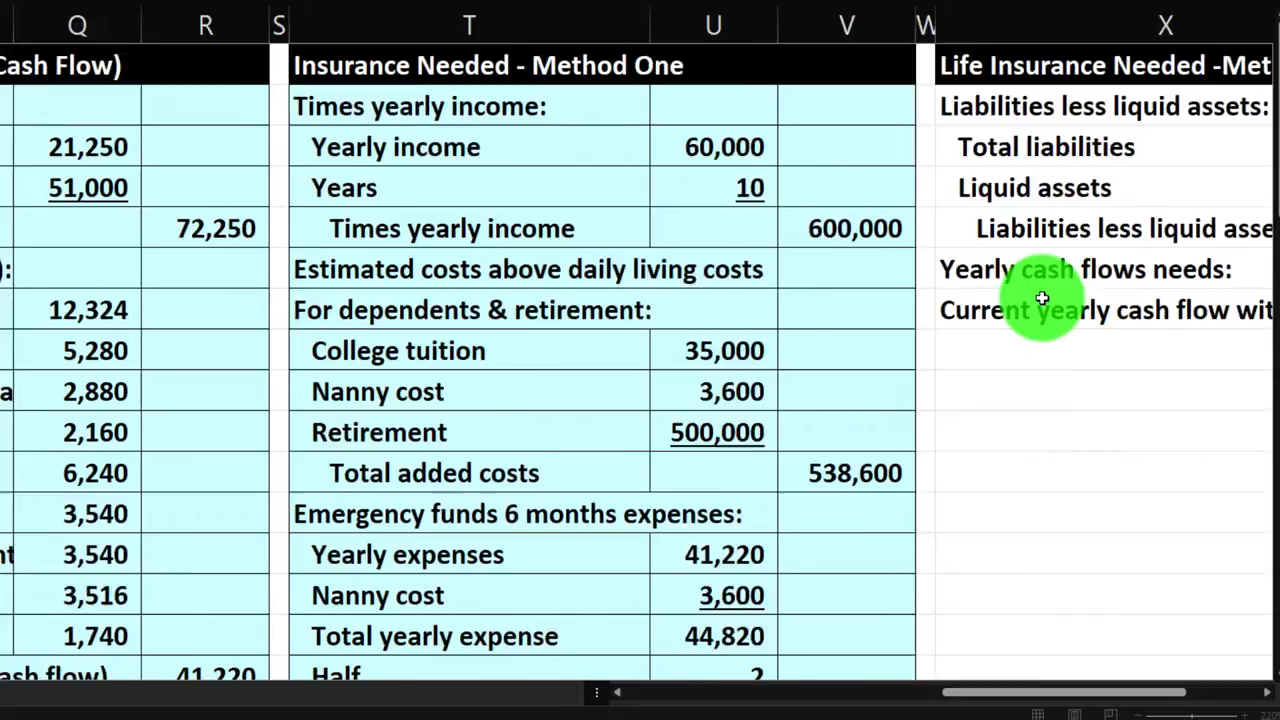 Q R S T U V W X
Cash Flow) Insurance Needed - Method One Life Insurance Needed -Met
Times yearly income: Liabilities less liquid assets:
21,250 Yearly income 60,000 Total liabilities
51,000 Years 10 Liquid assets
72,250 Times yearly income 600,000 Liabilities less liquid asse
): Estimated costs above daily living costs Yearly cash flows needs:
12,324 For dependents & retirement: Current yearly cash flow wit
5,280 College tuition 35,000
a 2,880 Nanny cost 3,600
2,160 Retirement 500,000
6,240 Total added costs 538,600
3,540 Emergency funds 6 months expenses:
nt 3,540 Yearly expenses 41,220
3,516 Nanny cost 3,600
1,740 Total yearly expense 44,820
ash flow) 41,220 Half 2